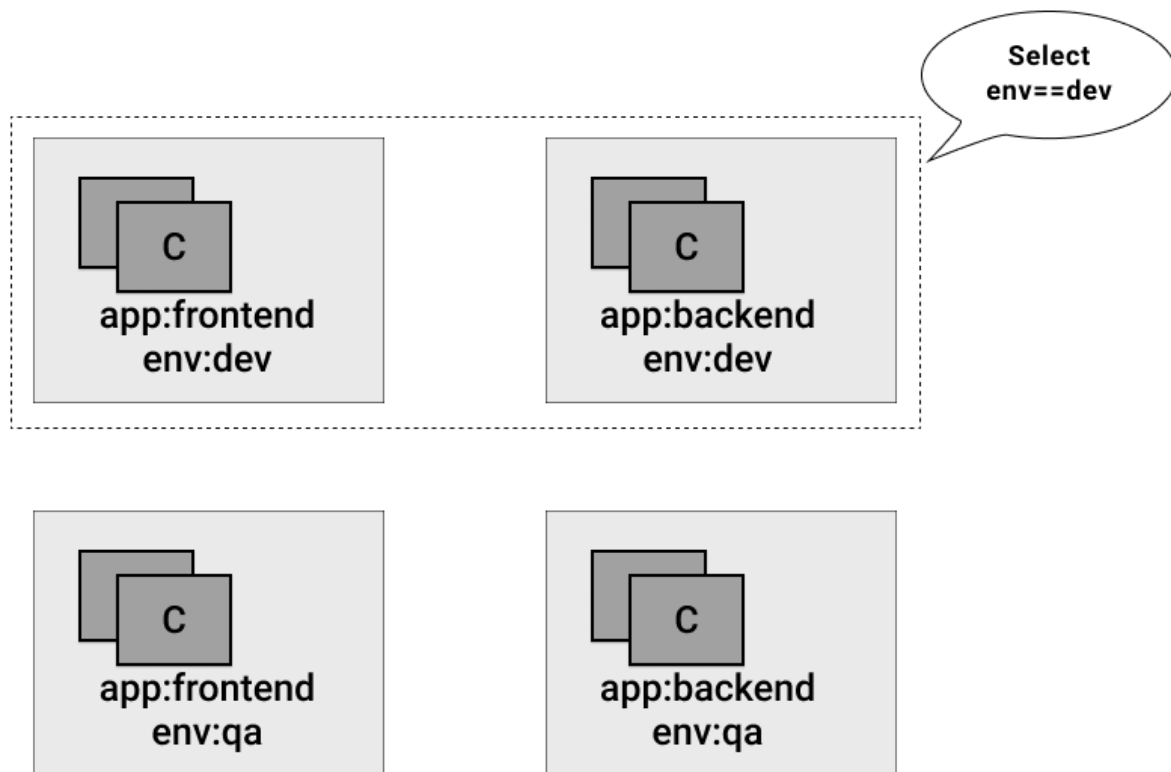 Select
env==dev
C
app:frontend
env:dev
C
app:backend
env:dev
C
app:frontend
env:qa
C
app:backend
env:qa